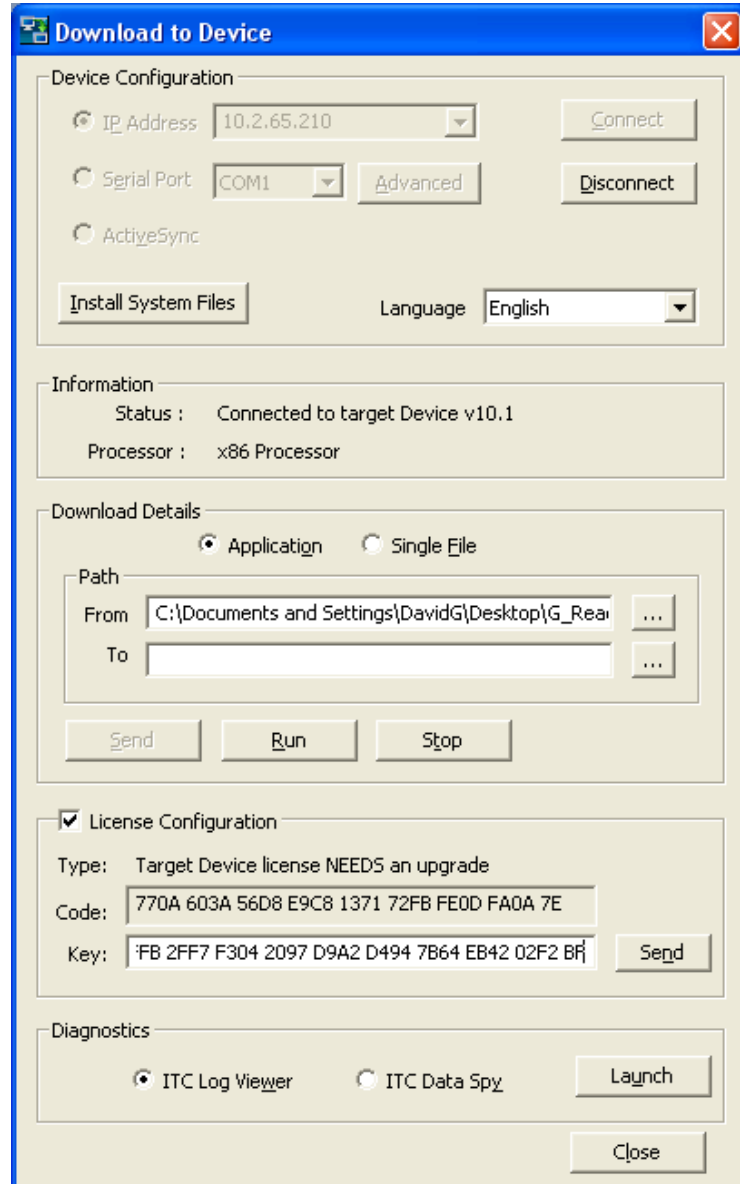 Download to Device
Device Configuration
IP Address 10.2.65.210 Connect
Serial Port COM1 Advanced Disconnect
ActiveSync
Install System Files Language English
Information
Status : Connected to target Device v10.1
Processor : x86 Processor
Download Details
Application Single File
Path
From C:\Documents and Settings\DavidG\Desktop\G_Rea ...
To ...
Send Run Stop
License Configuration
Type: Target Device license NEEDS an upgrade
Code: 770A 603A 56D8 E9C8 1371 72FB FE0D FA0A 7E
Key: FB 2FF7 F304 2097 D9A2 D494 7B64 EB42 02F2 BF Send
Diagnostics
ITC Log Viewer ITC Data Spy Launch
Close